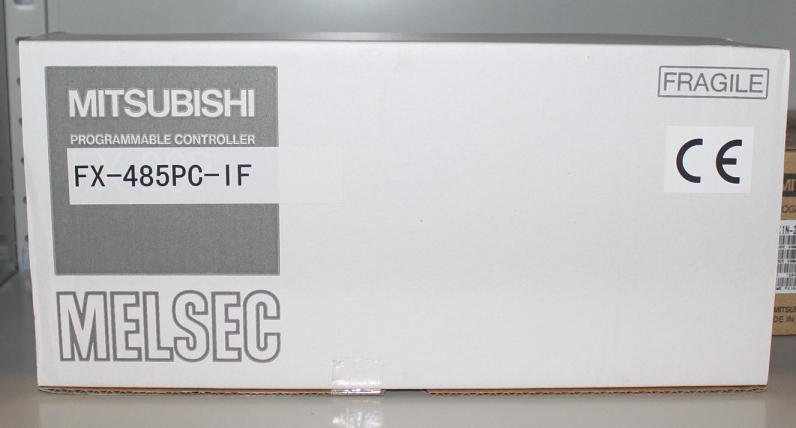 MITSUBISHI
PROGRAMMABLE CONTROLLER
FX-485PC-IF
MELSEC
FRAGILE
CE